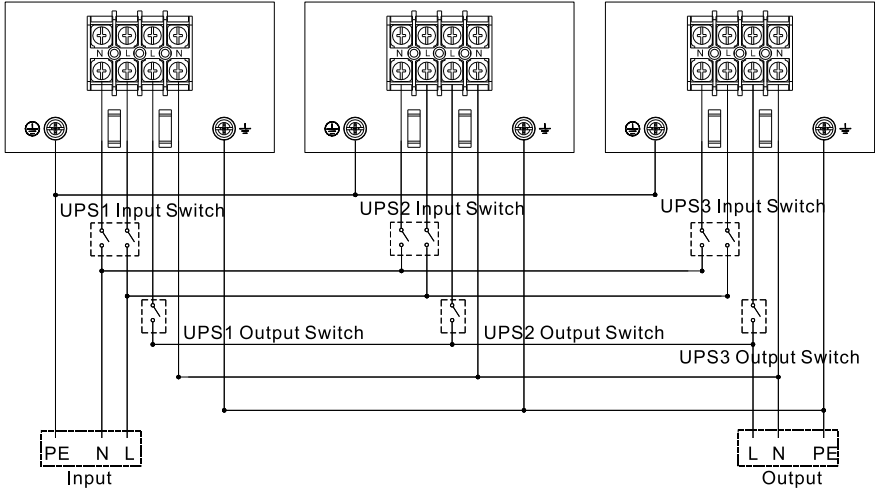 N L L N
N L L N
N L L N
UPS1 Input Switch
UPS2 Input Switch
UPS3 Input Switch
UPS1 Output Switch
UPS2 Output Switch
UPS3 Output Switch
PE N L
L N PE
Input
Output